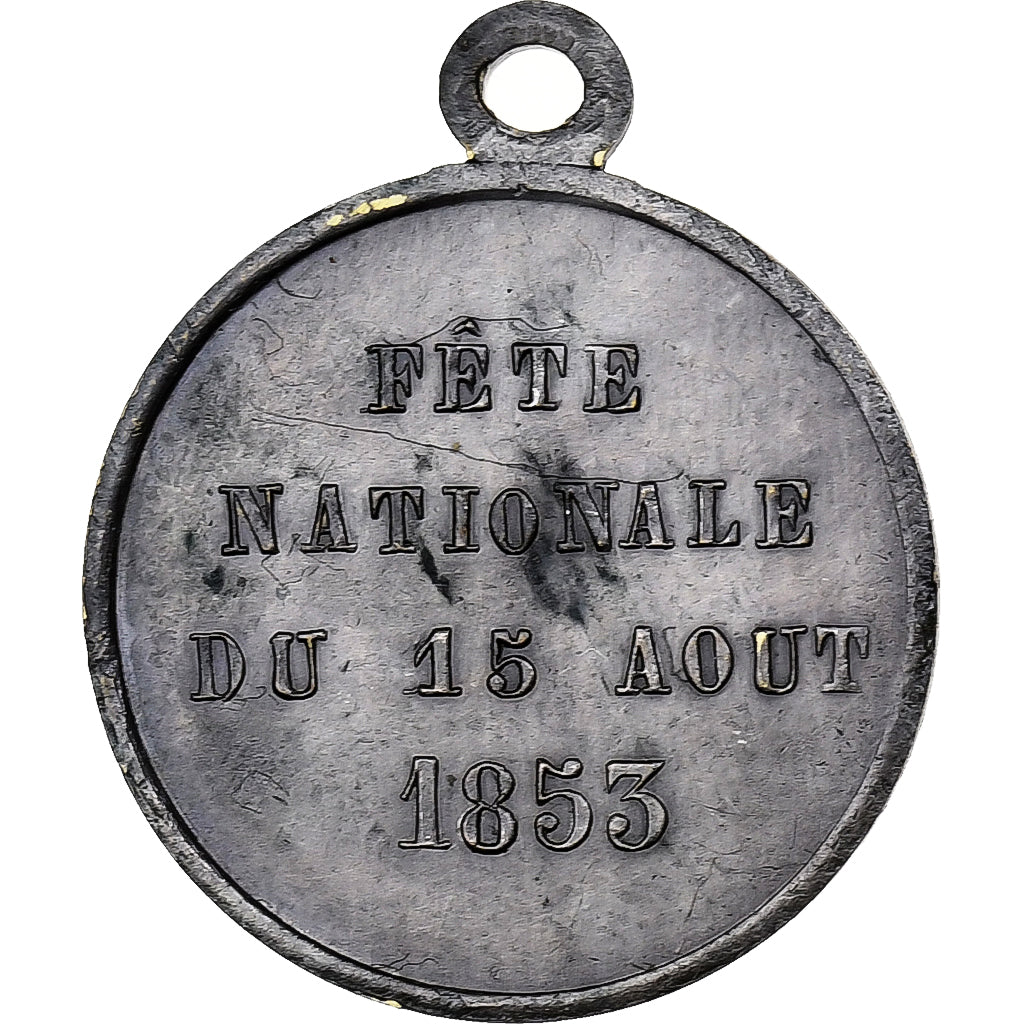 FÊTE
NATIONALE
DU 15 AOUT
1853